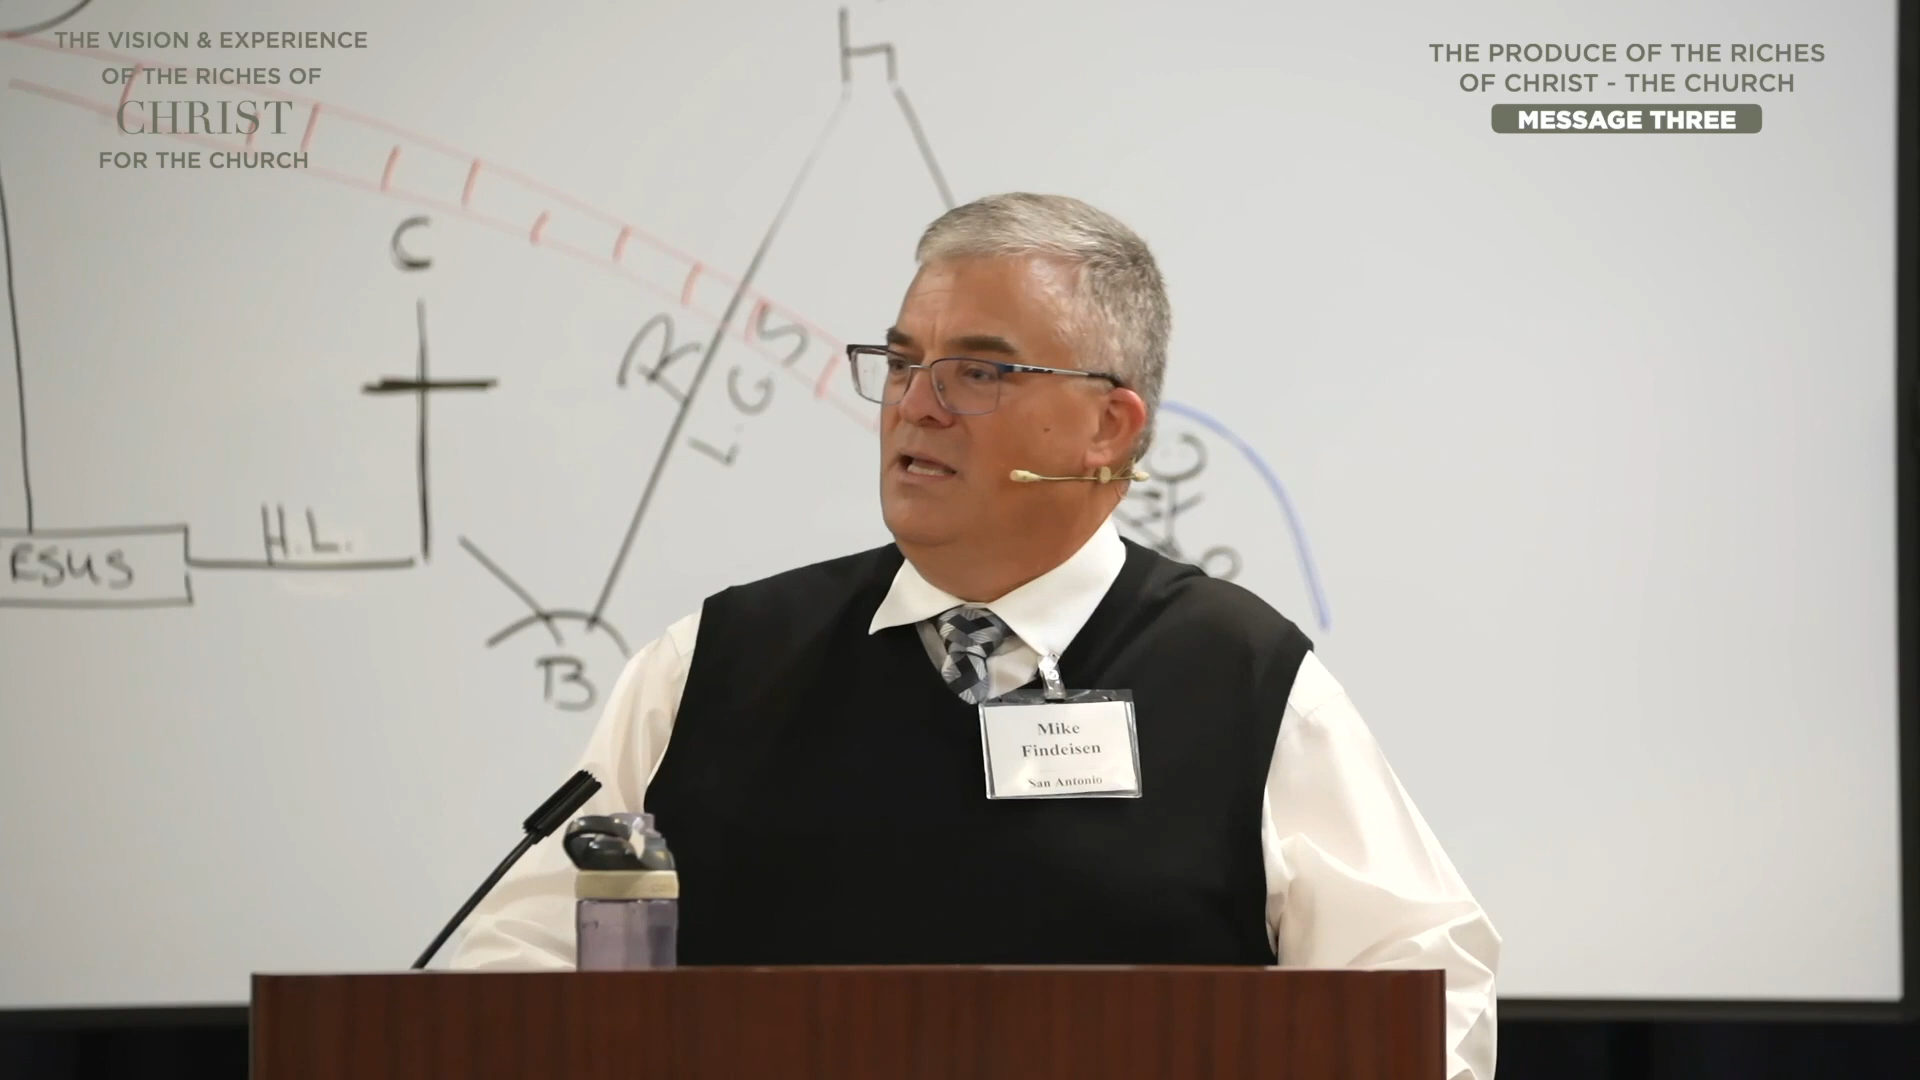 THE VISION & EXPERIENCE
OF THE RICHES OF
CHRIST
FOR THE CHURCH
THE PRODUCE OF THE RICHES
OF CHRIST - THE CHURCH
MESSAGE THREE
H
C
R
L.G.S
H.L.
ESUS
B
Mike
Findeisen
San Antonio